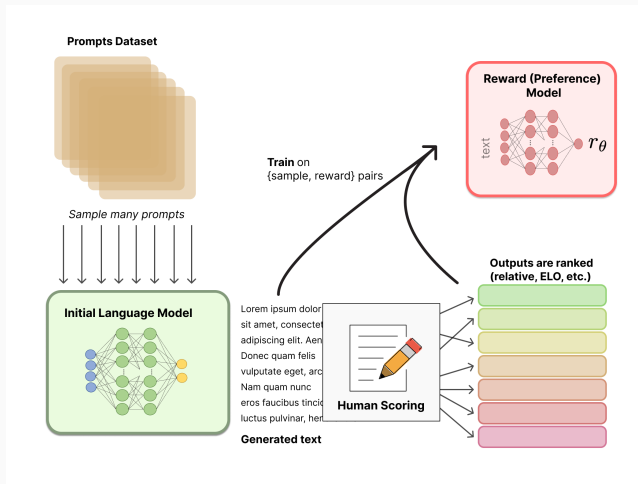 Prompts Dataset
Sample many prompts
Initial Language Model
Train on
{sample, reward} pairs
Reward (Preference)
Model
text
rθ
Lorem ipsum dolor
sit amet, consectet
adipiscing elit. Aen
Donec quam felis
vulputate eget, arc
Nam quam nunc
eros faucibus tincid
luctus pulvinar, her
Generated text
Human Scoring
Outputs are ranked
(relative, ELO, etc.)